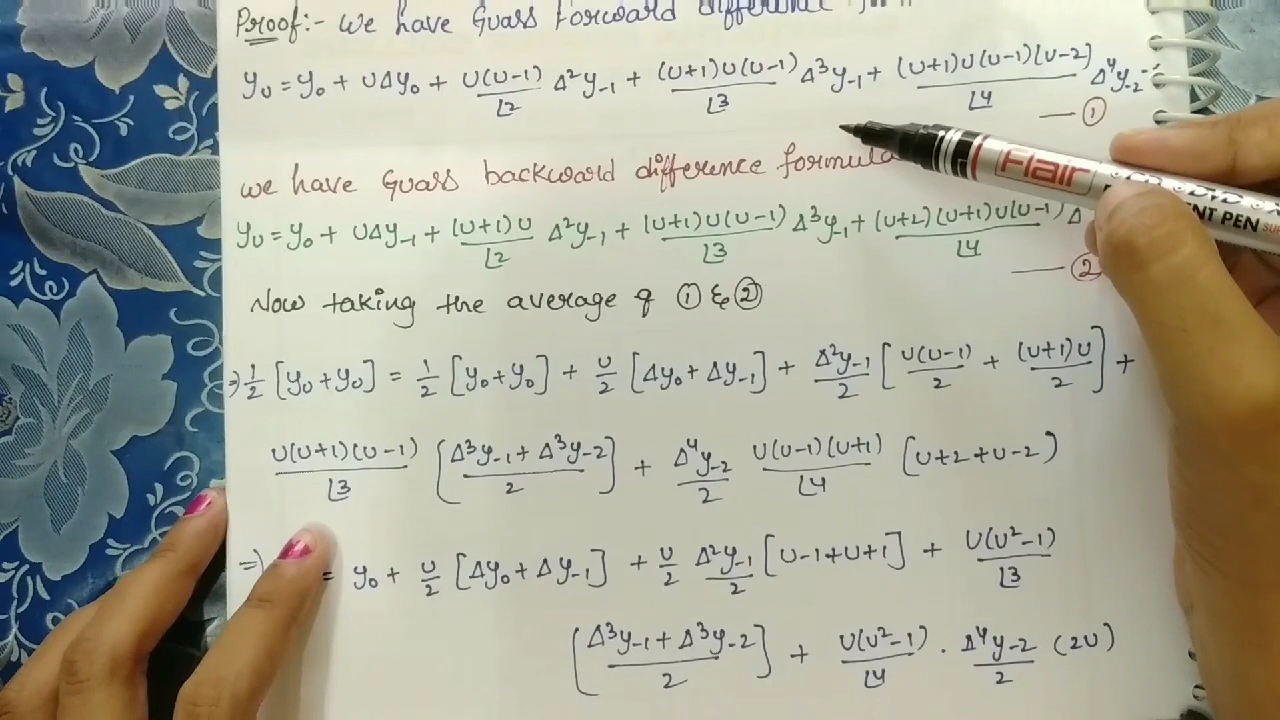 Proof:- We have Guass Forward difference
y_u = y_0 + UΔy_0 + U(U-1)/⌊2 Δ²y_-1 + (U+1)U(U-1)/⌊3 Δ³y_-1 + (U+1)U(U-1)(U-2)/⌊4 Δ⁴y_-2 --
— ①
We have Guass backward difference formula
y_u = y_0 + UΔy_-1 + (U+1)U/⌊2 Δ²y_-1 + (U+1)U(U-1)/⌊3 Δ³y_-1 + (U+2)(U+1)U(U-1)/⌊4 Δ
— ②
Now taking the average of ① & ②
⇒ 1/2 [y_u + y_u] = 1/2 [y_0 + y_0] + U/2 [Δy_0 + Δy_-1] + Δ²y_-1/2 [U(U-1)/2 + (U+1)U/2] +
U(U+1)(U-1)/⌊3 [Δ³y_-1 + Δ³y_-2/2] + Δ⁴y_-2/2 U(U-1)(U+1)/⌊4 (U+2+U-2)
⇒ = y_0 + U/2 [Δy_0 + Δy_-1] + U/2 Δ²y_-1/2 [U-1+U+1] + U(U²-1)/⌊3
[Δ³y_-1 + Δ³y_-2/2] + U(U²-1)/⌊4 · Δ⁴y_-2/2 (2U)
Flair
ENT PEN